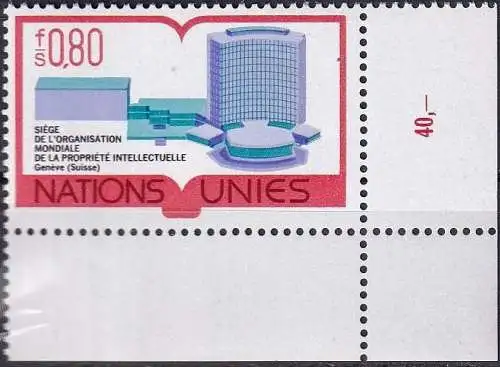 f/s 0,80
SIÈGE
DE L'ORGANISATION
MONDIALE
DE LA PROPRIÉTÉ INTELLECTUELLE
Genève (Suisse)
NATIONS UNIES
40,—